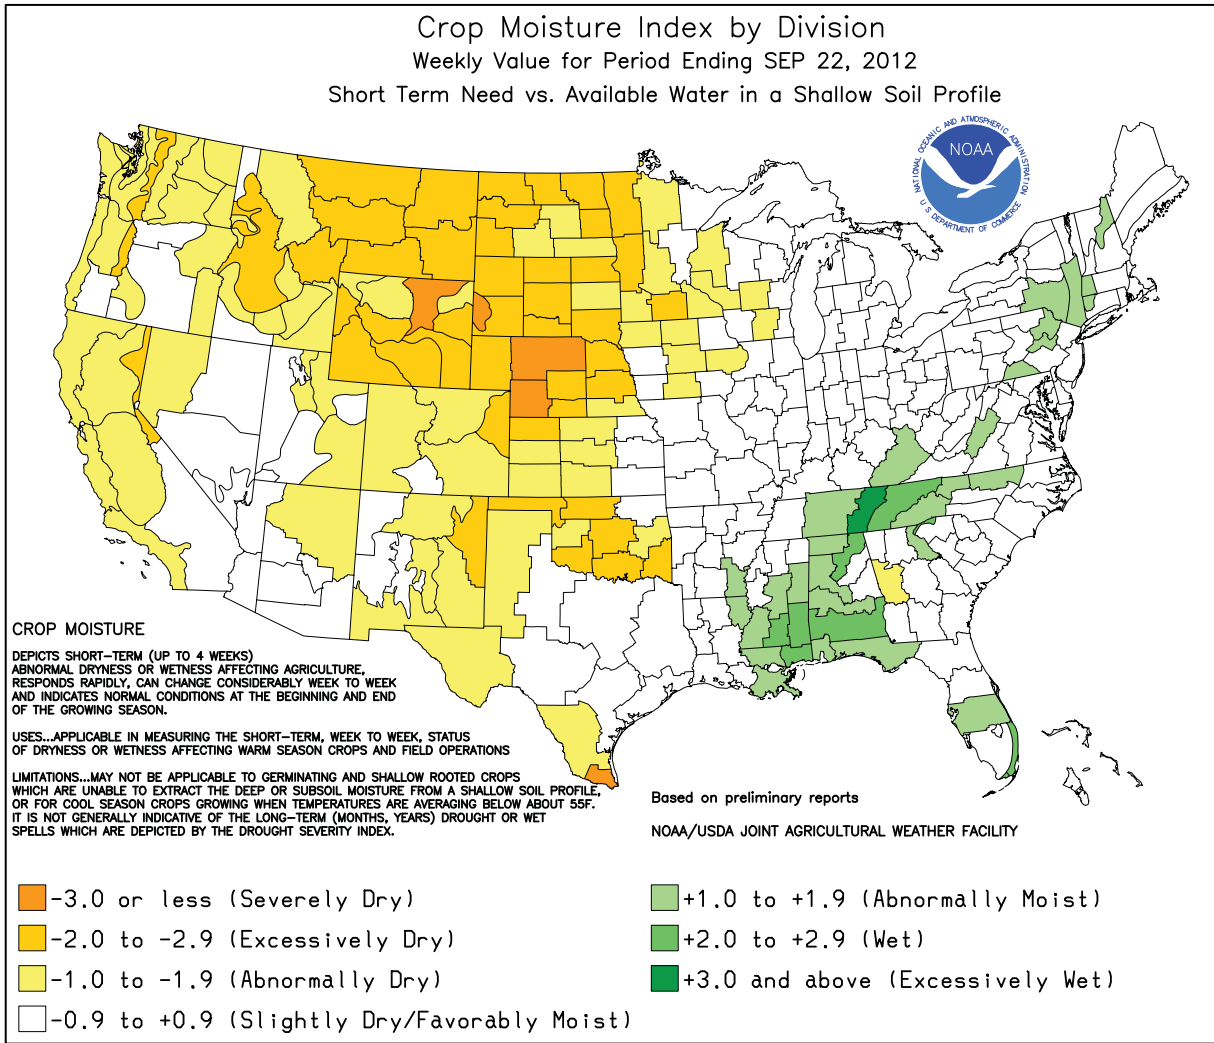 Crop Moisture Index by Division
Weekly Value for Period Ending SEP 22, 2012
Short Term Need vs. Available Water in a Shallow Soil Profile
NATIONAL OCEANIC AND ATMOSPHERIC ADMINISTRATION
NOAA
U S DEPARTMENT OF COMMERCE
CROP MOISTURE
DEPICTS SHORT-TERM (UP TO 4 WEEKS)
ABNORMAL DRYNESS OR WETNESS AFFECTING AGRICULTURE,
RESPONDS RAPIDLY, CAN CHANGE CONSIDERABLY WEEK TO WEEK
AND INDICATES NORMAL CONDITIONS AT THE BEGINNING AND END
OF THE GROWING SEASON.
USES...APPLICABLE IN MEASURING THE SHORT-TERM, WEEK TO WEEK, STATUS
OF DRYNESS OR WETNESS AFFECTING WARM SEASON CROPS AND FIELD OPERATIONS
LIMITATIONS...MAY NOT BE APPLICABLE TO GERMINATING AND SHALLOW ROOTED CROPS
WHICH ARE UNABLE TO EXTRACT THE DEEP OR SUBSOIL MOISTURE FROM A SHALLOW SOIL PROFILE,
OR FOR COOL SEASON CROPS GROWING WHEN TEMPERATURES ARE AVERAGING BELOW ABOUT 55F.
IT IS NOT GENERALLY INDICATIVE OF THE LONG-TERM (MONTHS, YEARS) DROUGHT OR WET
SPELLS WHICH ARE DEPICTED BY THE DROUGHT SEVERITY INDEX.
Based on preliminary reports
NOAA/USDA JOINT AGRICULTURAL WEATHER FACILITY
-3.0 or less (Severely Dry)
-2.0 to -2.9 (Excessively Dry)
-1.0 to -1.9 (Abnormally Dry)
-0.9 to +0.9 (Slightly Dry/Favorably Moist)
+1.0 to +1.9 (Abnormally Moist)
+2.0 to +2.9 (Wet)
+3.0 and above (Excessively Wet)